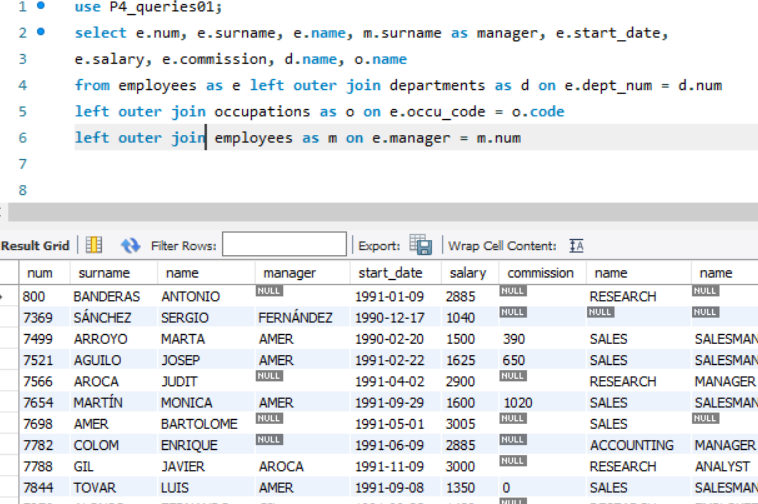 1 use P4_queries01;
2 select e.num, e.surname, e.name, m.surname as manager, e.start_date,
3 e.salary, e.commission, d.name, o.name
4 from employees as e left outer join departments as d on e.dept_num = d.num
5 left outer join occupations as o on e.occu_code = o.code
6 left outer join employees as m on e.manager = m.num
7
8
Result Grid Filter Rows: Export: Wrap Cell Content:
num surname name manager start_date salary commission name name
800 BANDERAS ANTONIO NULL 1991-01-09 2885 NULL RESEARCH NULL
7369 SÁNCHEZ SERGIO FERNÁNDEZ 1990-12-17 1040 NULL NULL NULL
7499 ARROYO MARTA AMER 1990-02-20 1500 390 SALES SALESMAN
7521 AGUILO JOSEP AMER 1991-02-22 1625 650 SALES SALESMAN
7566 AROCA JUDIT NULL 1991-04-02 2900 NULL RESEARCH MANAGER
7654 MARTÍN MONICA AMER 1991-09-29 1600 1020 SALES SALESMAN
7698 AMER BARTOLOME NULL 1991-05-01 3005 NULL SALES NULL
7782 COLOM ENRIQUE NULL 1991-06-09 2885 NULL ACCOUNTING MANAGER
7788 GIL JAVIER AROCA 1991-11-09 3000 NULL RESEARCH ANALYST
7844 TOVAR LUIS AMER 1991-09-08 1350 0 SALES SALESMAN
NULL